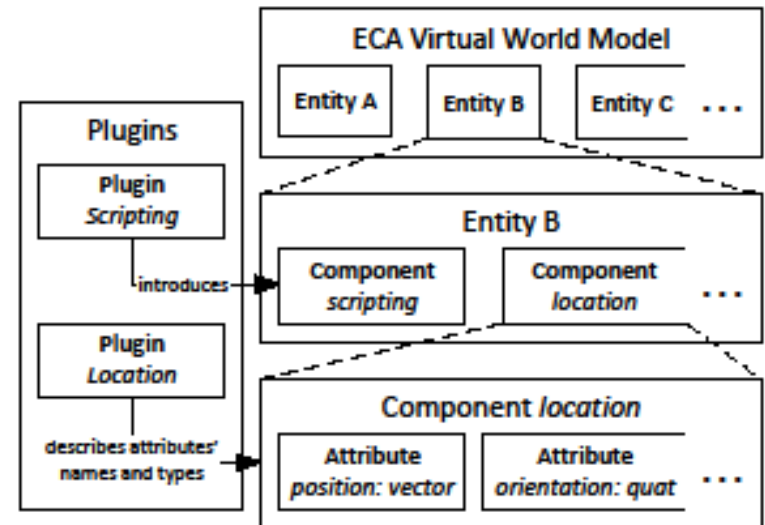 ECA Virtual World Model
Entity A
Entity B
Entity C
...
Plugins
Plugin
Scripting
introduces
Plugin
Location
describes attributes'
names and types
Entity B
Component
scripting
Component
location
...
Component location
Attribute
position: vector
Attribute
orientation: quat
...